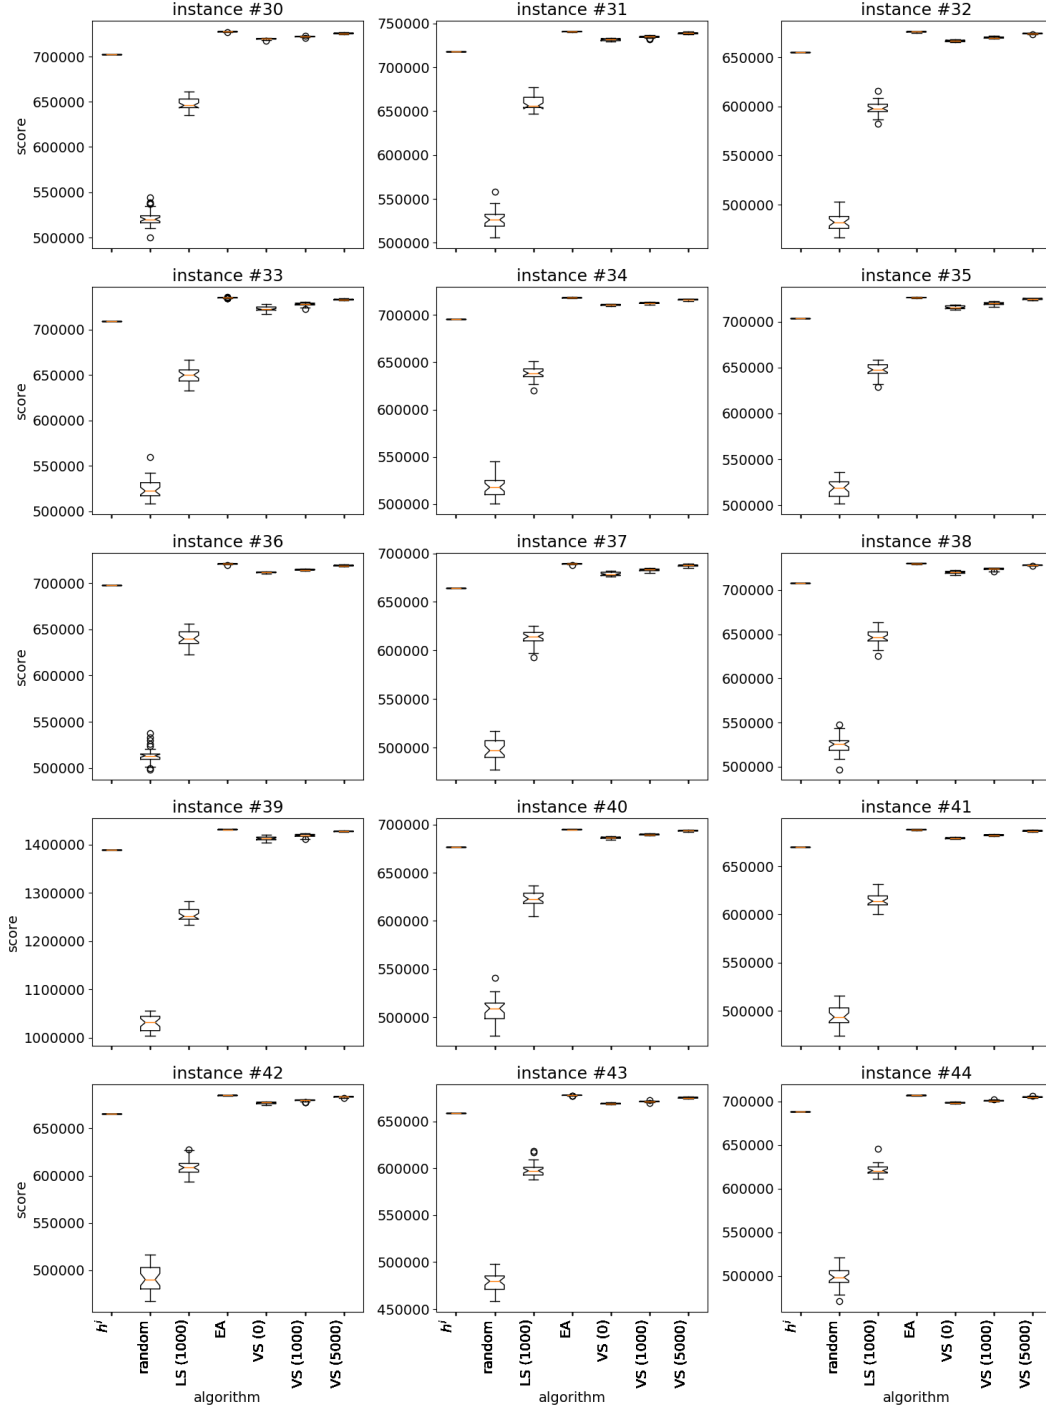 instance #30
instance #31
instance #32
score
700000
650000
600000
550000
500000
750000
700000
650000
600000
550000
500000
650000
600000
550000
500000
instance #33
instance #34
instance #35
score
700000
650000
600000
550000
500000
700000
650000
600000
550000
500000
700000
650000
600000
550000
500000
instance #36
instance #37
instance #38
score
700000
650000
600000
550000
500000
700000
650000
600000
550000
500000
700000
650000
600000
550000
500000
instance #39
instance #40
instance #41
score
1400000
1300000
1200000
1100000
1000000
700000
650000
600000
550000
500000
650000
600000
550000
500000
instance #42
instance #43
instance #44
score
650000
600000
550000
500000
650000
600000
550000
500000
450000
700000
650000
600000
550000
500000
hⁱ
random
LS (1000)
EA
VS (0)
VS (1000)
VS (5000)
algorithm
hⁱ
random
LS (1000)
EA
VS (0)
VS (1000)
VS (5000)
algorithm
hⁱ
random
LS (1000)
EA
VS (0)
VS (1000)
VS (5000)
algorithm